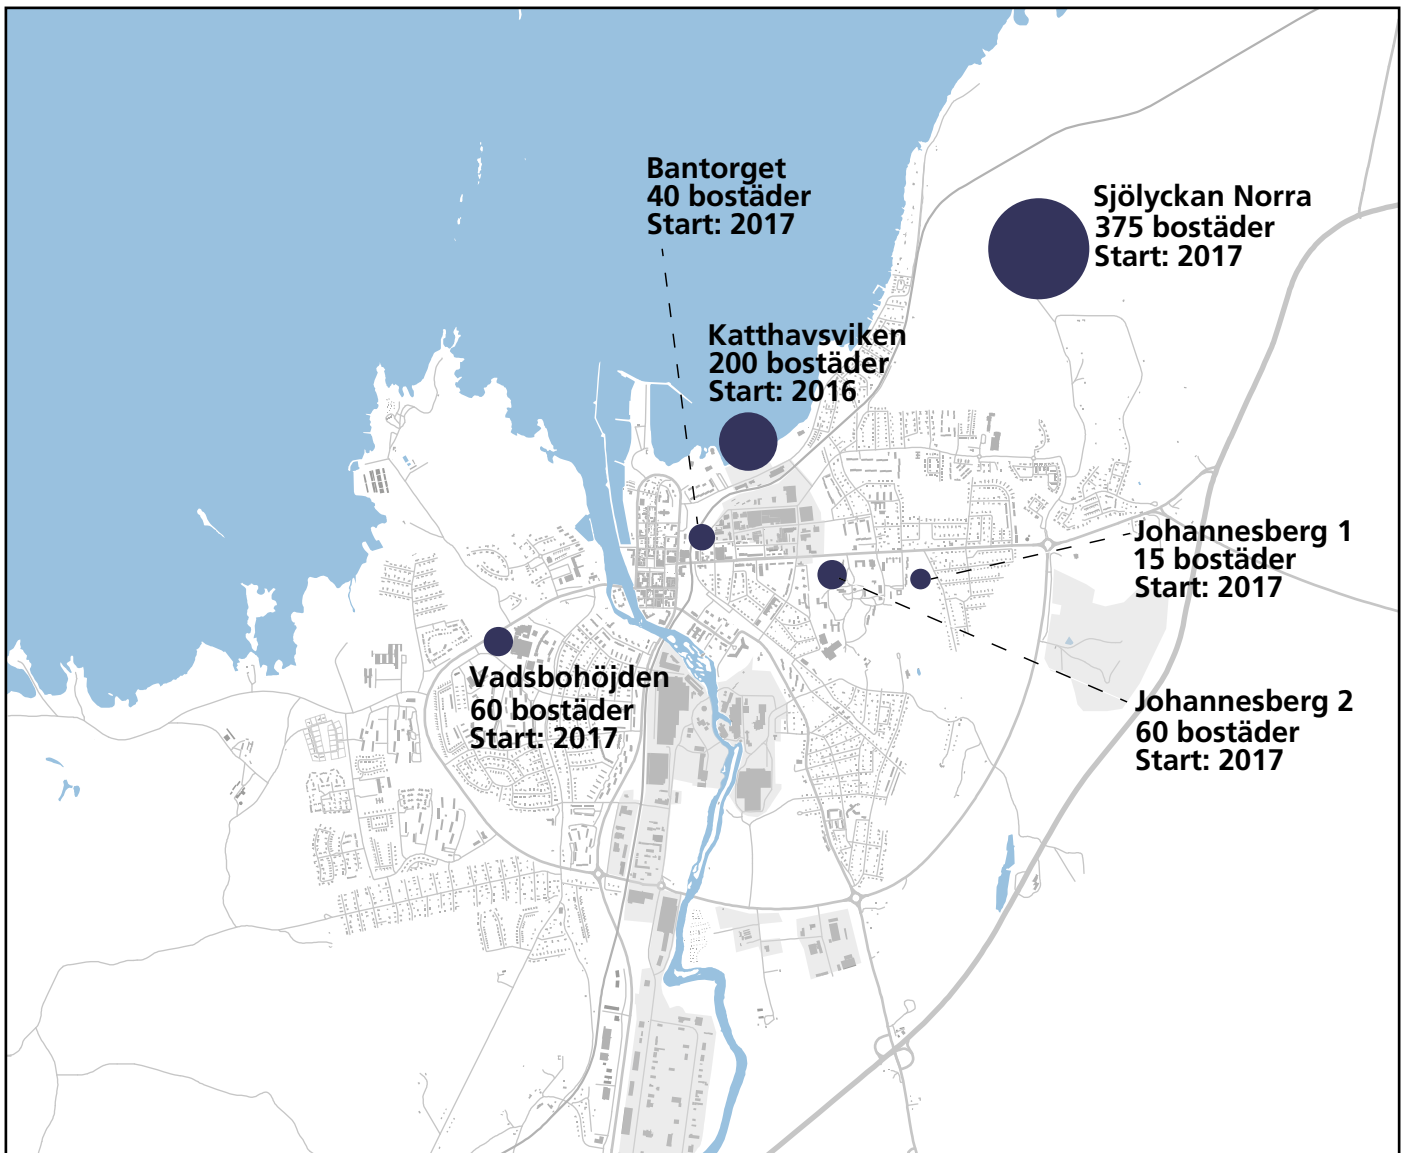 Bantorget
40 bostäder
Start: 2017
Sjölyckan Norra
375 bostäder
Start: 2017
Katthavsviken
200 bostäder
Start: 2016
Johannesberg 1
15 bostäder
Start: 2017
Vadsbohöjden
60 bostäder
Start: 2017
Johannesberg 2
60 bostäder
Start: 2017